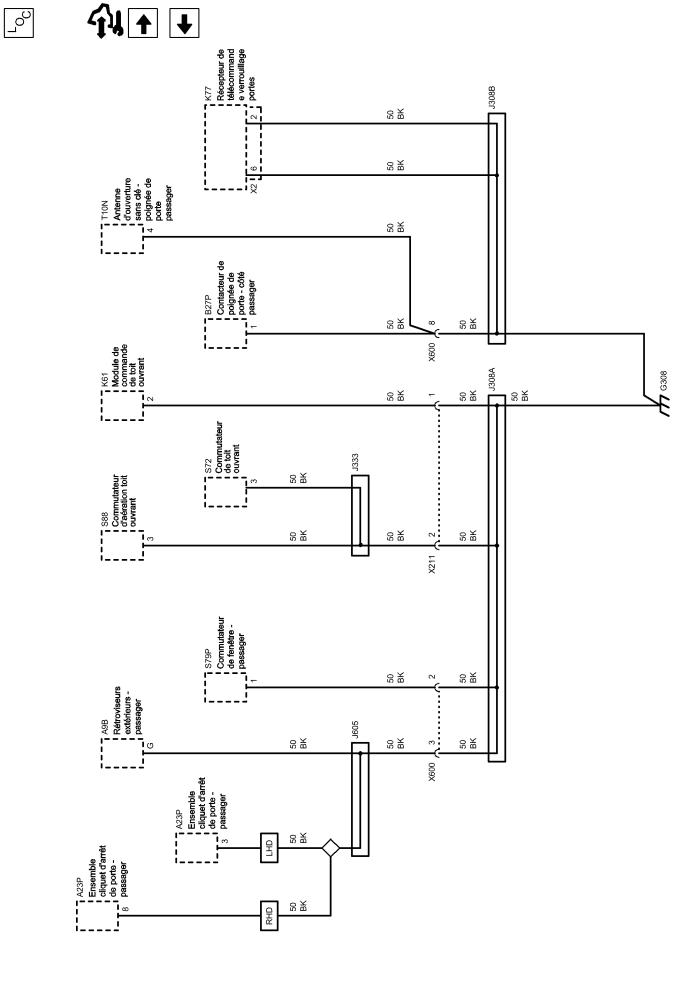 LOC
A23P
Ensemble
cliquet d'arrêt
de porte -
passager
8
RHD
50
BK
A23P
Ensemble
cliquet d'arrêt
de porte -
passager
3
LHD
50
BK
A9B
Rétroviseurs
extérieurs -
passager
G
50
BK
J605
50
BK
3
X600
50
BK
S79P
Commutateur
de fenêtre -
passager
1
50
BK
2
50
BK
S88
Commutateur
d'aération toit
ouvrant
3
50
BK
50
BK
2
X211
50
BK
S72
Commutateur
de toit
ouvrant
3
50
BK
J333
K61
Module de
commande
de toit
ouvrant
2
50
BK
1
50
BK
J308A
50
BK
G308
B27P
Contacteur de
poignée de
porte - côté
passager
1
50
BK
8
X600
50
BK
T10N
Antenne
d'ouverture
sans clé -
poignée de
porte
passager
4
50
BK
K77
Récepteur de
télécommand
e verrouillage
portes
X2
6
2
50
BK
50
BK
J308B